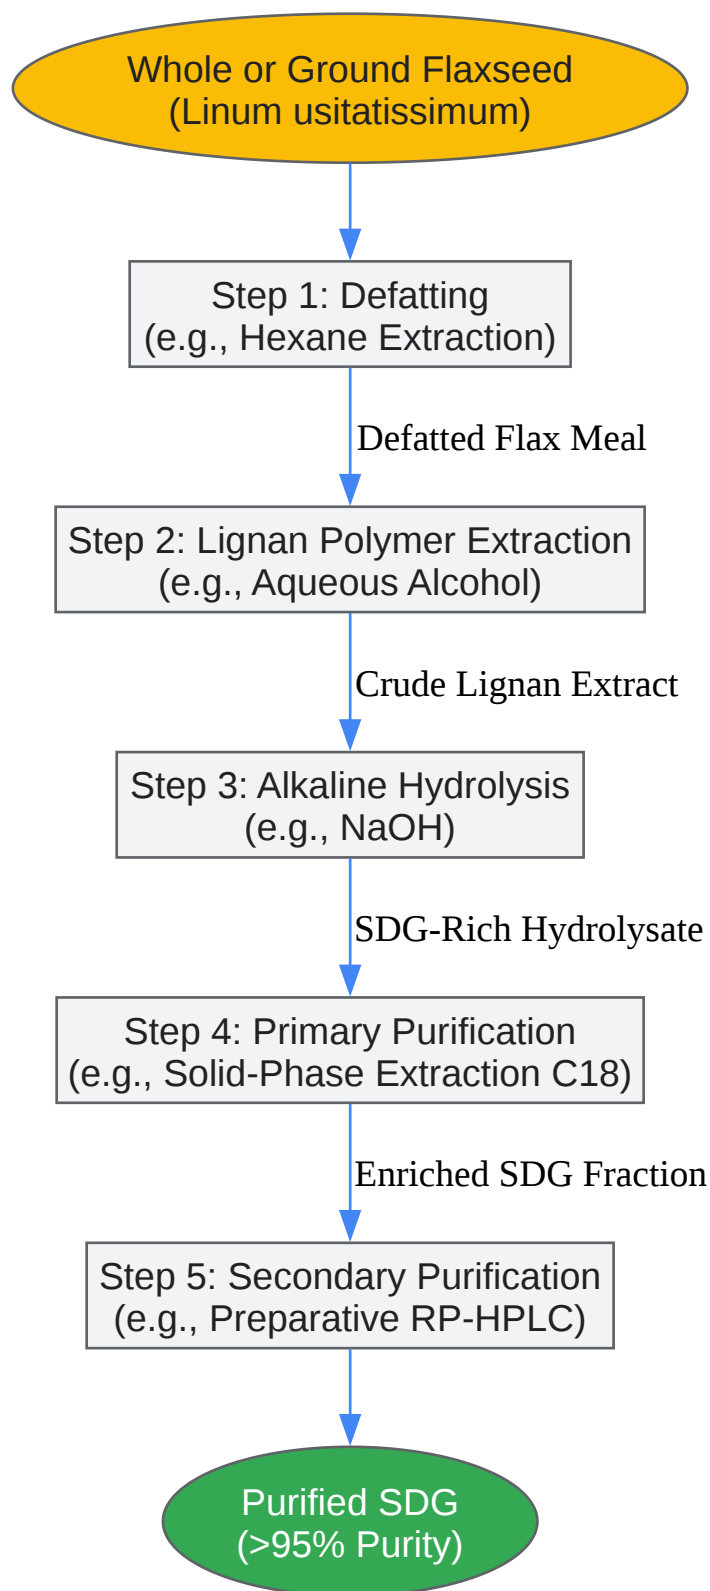 Whole or Ground Flaxseed
(Linum usitatissimum)
Step 1: Defatting
(e.g., Hexane Extraction)
Defatted Flax Meal
Step 2: Lignan Polymer Extraction
(e.g., Aqueous Alcohol)
Crude Lignan Extract
Step 3: Alkaline Hydrolysis
(e.g., NaOH)
SDG-Rich Hydrolysate
Step 4: Primary Purification
(e.g., Solid-Phase Extraction C18)
Enriched SDG Fraction
Step 5: Secondary Purification
(e.g., Preparative RP-HPLC)
Purified SDG
(>95% Purity)